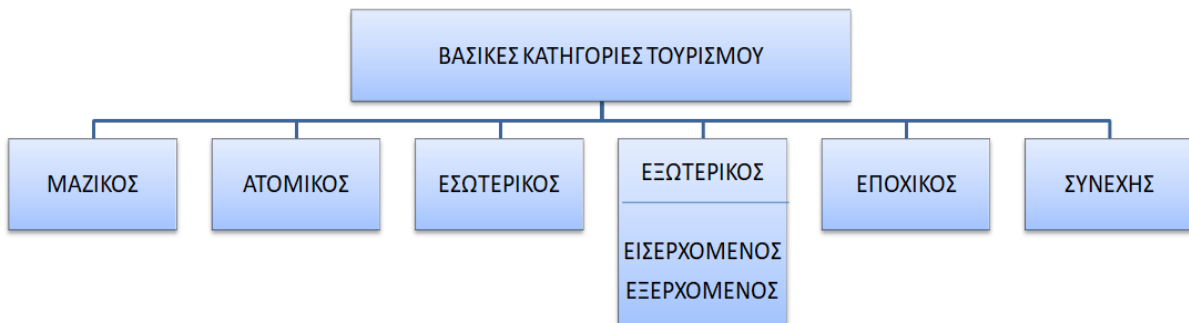 ΒΑΣΙΚΕΣ ΚΑΤΗΓΟΡΙΕΣ ΤΟΥΡΙΣΜΟΥ
ΜΑΖΙΚΟΣ
ΑΤΟΜΙΚΟΣ
ΕΣΩΤΕΡΙΚΟΣ
ΕΞΩΤΕΡΙΚΟΣ
ΕΙΣΕΡΧΟΜΕΝΟΣ
ΕΞΕΡΧΟΜΕΝΟΣ
ΕΠΟΧΙΚΟΣ
ΣΥΝΕΧΗΣ